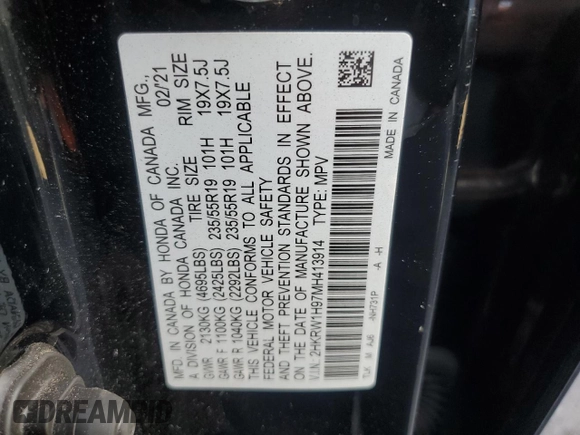 MFD. IN CANADA BY HONDA OF CANADA MFG.,
A DIVISION OF HONDA CANADA INC. 02/21
TIRE SIZE RIM SIZE
GVWR 2130KG (4695LBS)
GAWR F 1100KG (2425LBS) 235/55R19 101H 19X7.5J
GAWR R 1040KG (2292LBS) 235/55R19 101H 19X7.5J
THIS VEHICLE CONFORMS TO ALL APPLICABLE
FEDERAL MOTOR VEHICLE SAFETY
AND THEFT PREVENTION STANDARDS IN EFFECT
ON THE DATE OF MANUFACTURE SHOWN ABOVE.
V.I.N.: 2HKRW1H97MH413914 TYPE: MPV
-NH731P -A -H
MADE IN CANADA
DREAMBID